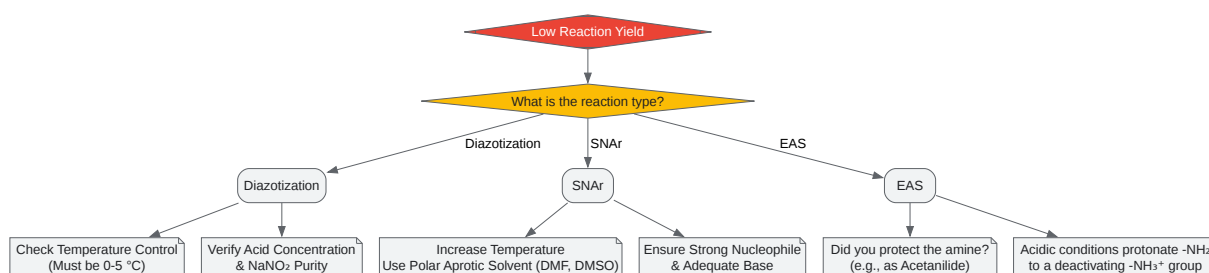 Low Reaction Yield
What is the reaction type?
Diazotization
SNAr
EAS
Diazotization
SNAr
EAS
Check Temperature Control
(Must be 0-5 °C)
Verify Acid Concentration
& NaNO₂ Purity
Increase Temperature
Use Polar Aprotic Solvent (DMF, DMSO)
Ensure Strong Nucleophile
& Adequate Base
Did you protect the amine?
(e.g., as Acetanilide)
Acidic conditions protonate -NH₂
to a deactivating -NH₃⁺ group